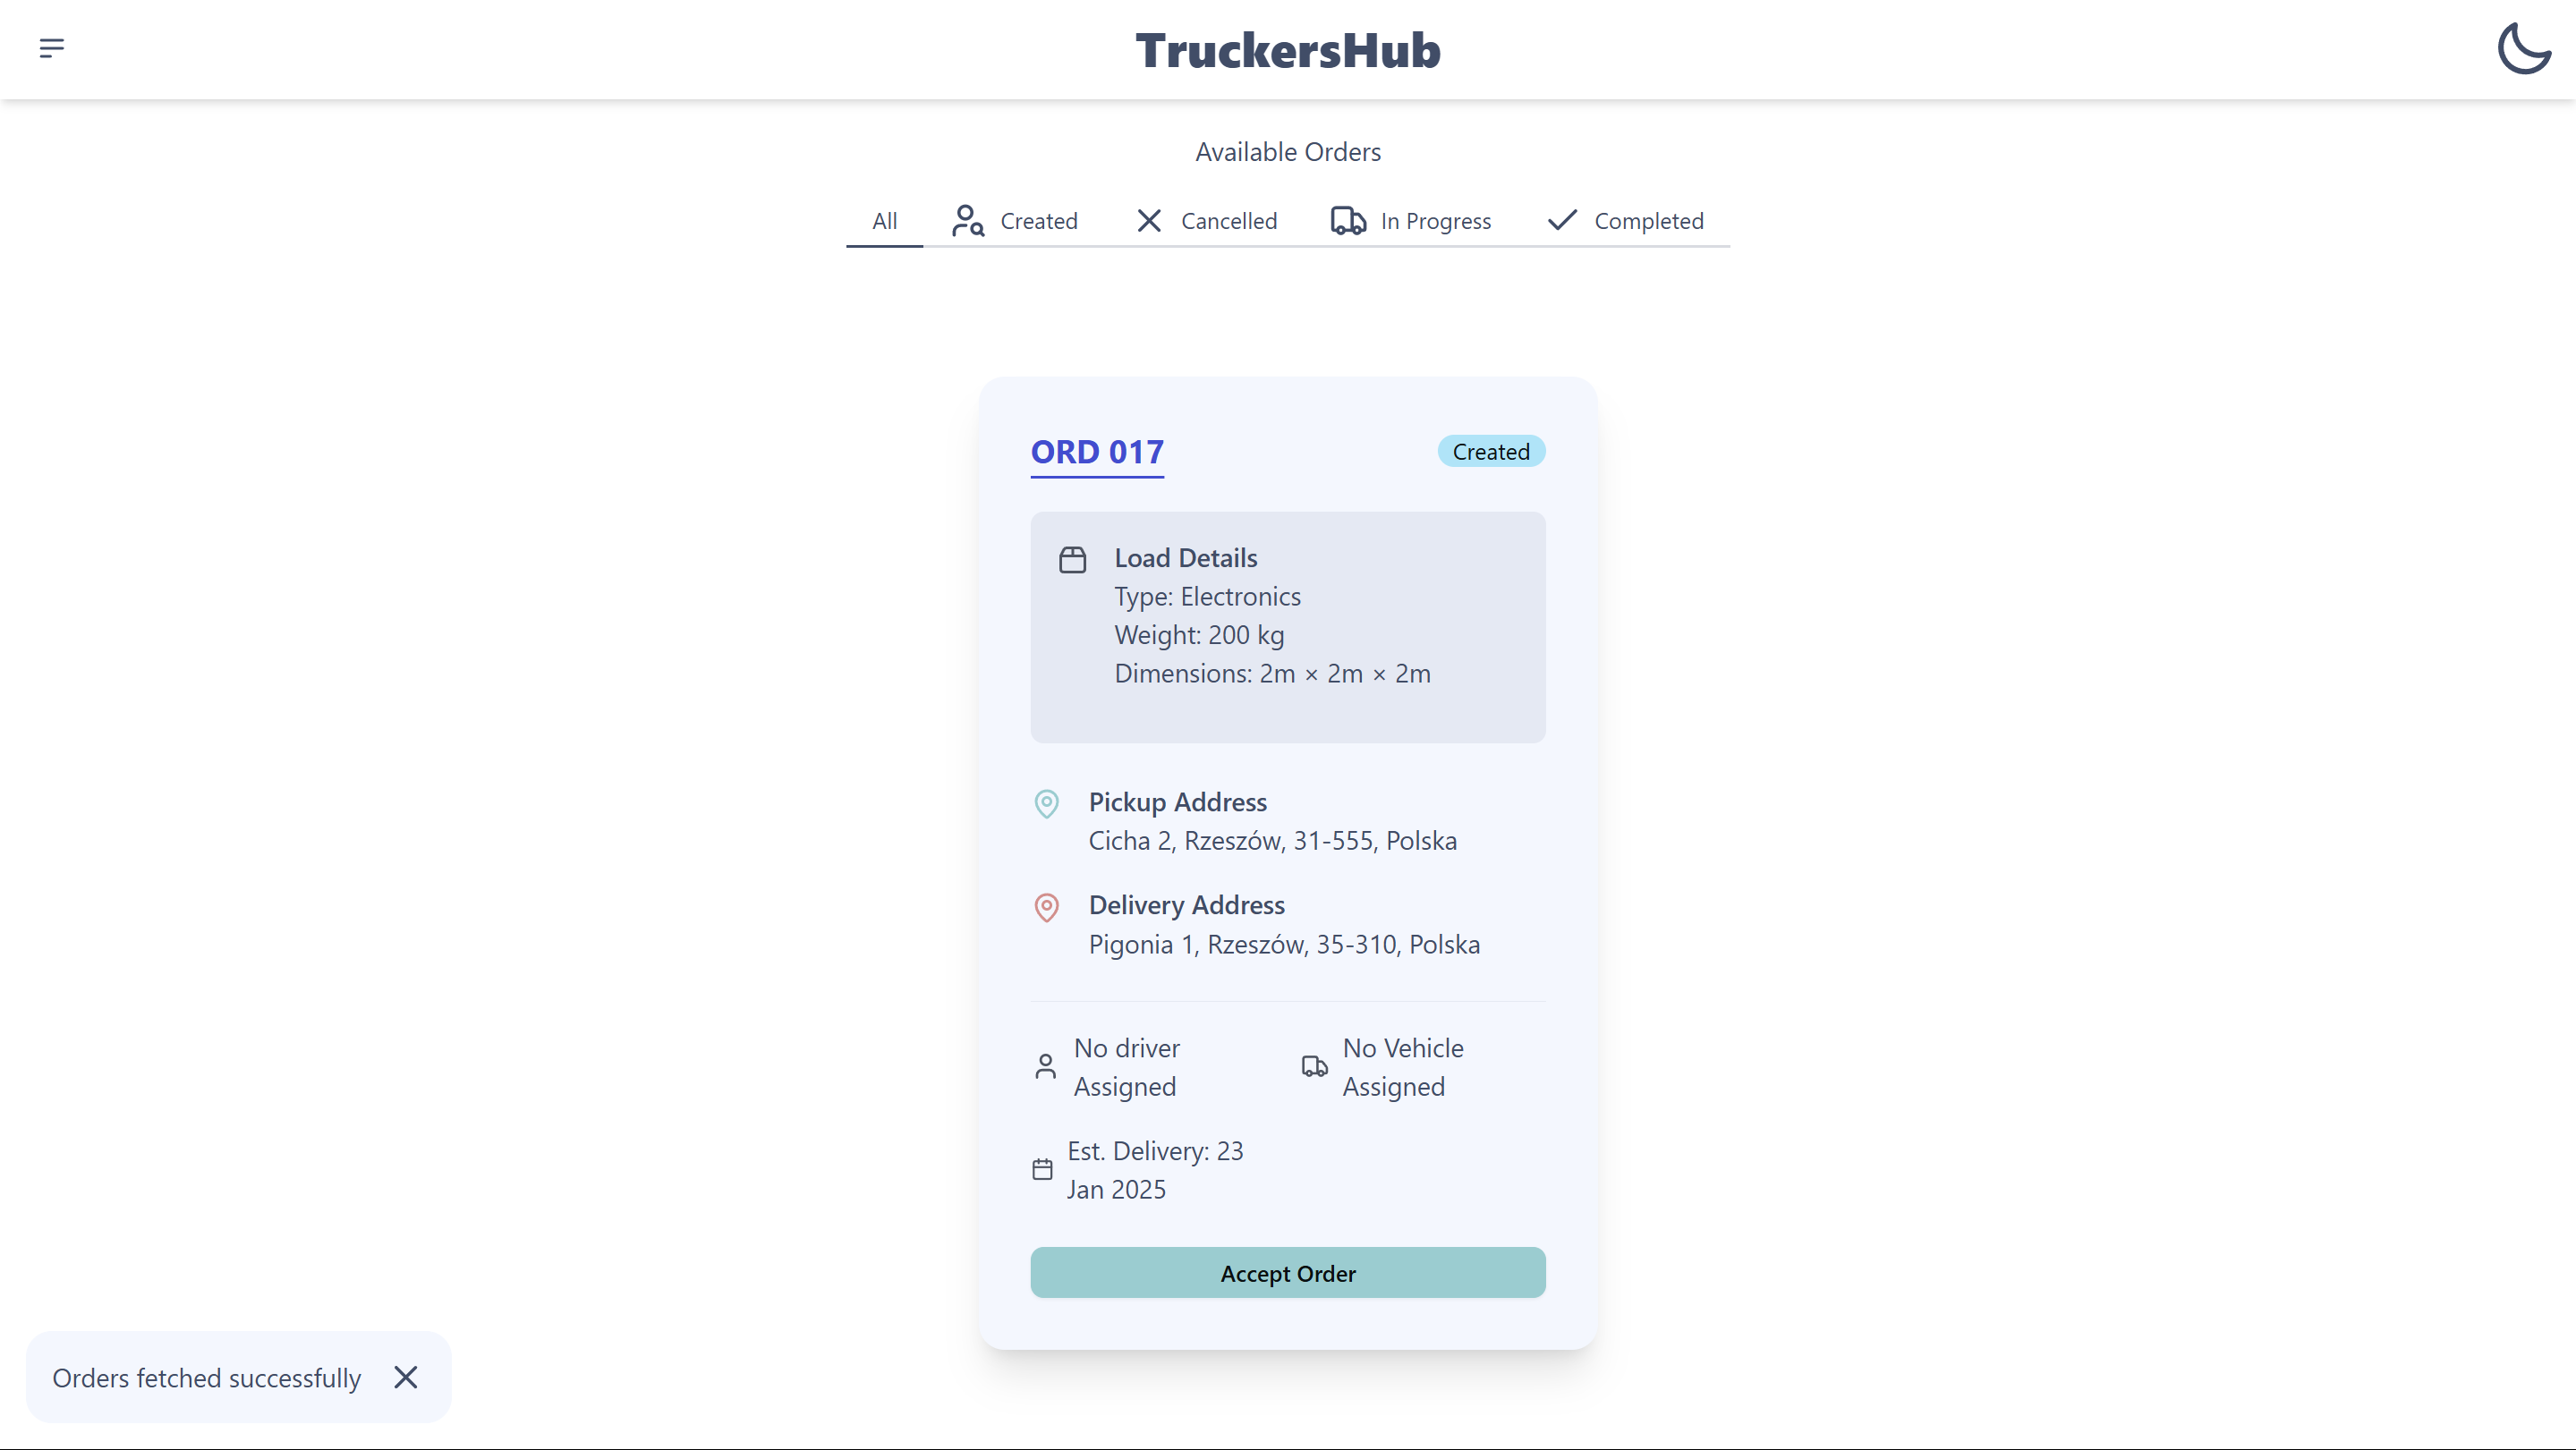 TruckersHub
Available Orders
All Created Cancelled In Progress Completed
ORD 017
Created
Load Details
Type: Electronics
Weight: 200 kg
Dimensions: 2m × 2m × 2m
Pickup Address
Cicha 2, Rzeszów, 31-555, Polska
Delivery Address
Pigonia 1, Rzeszów, 35-310, Polska
No driver
Assigned
No Vehicle
Assigned
Est. Delivery: 23
Jan 2025
Accept Order
Orders fetched successfully